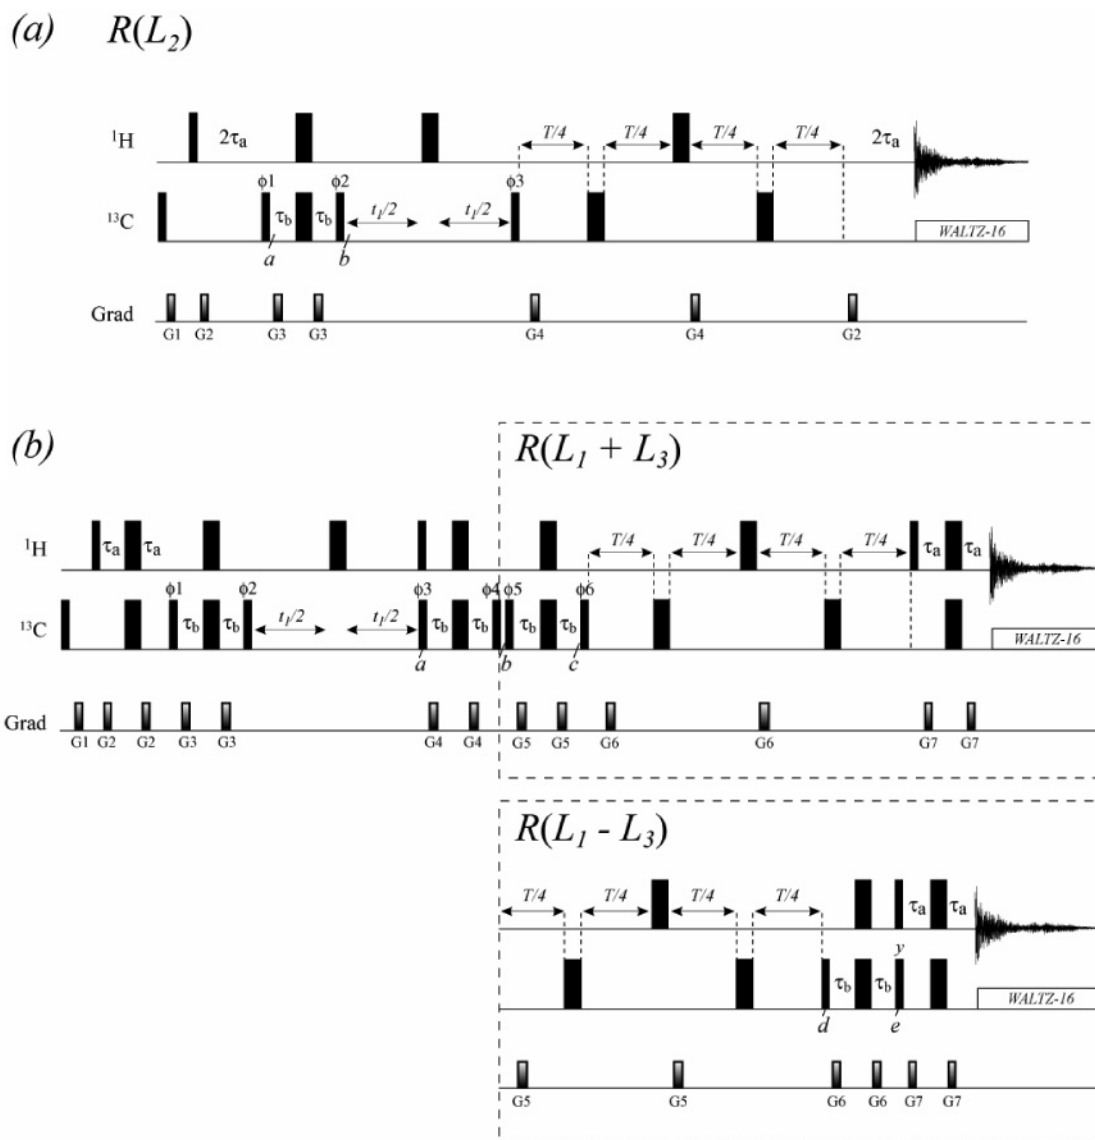 (a) R(L2)
T/4 T/4 T/4 T/4
1H 2τa 2τa
ϕ1 ϕ2 ϕ3
13C τb τb t1/2 t1/2 WALTZ-16
a b
Grad
G1 G2 G3 G3 G4 G4 G2
(b) R(L1 + L3)
T/4 T/4 T/4 T/4
1H τa τa τa τa
ϕ1 ϕ2 ϕ3 ϕ4 ϕ5 ϕ6
13C τb τb t1/2 t1/2 τb τb τb τb WALTZ-16
a b c
Grad
G1 G2 G2 G3 G3 G4 G4 G5 G5 G6 G6 G7 G7
R(L1 - L3)
T/4 T/4 T/4 T/4
τa τa
y
τb τb WALTZ-16
d e
G5 G5 G6 G6 G7 G7